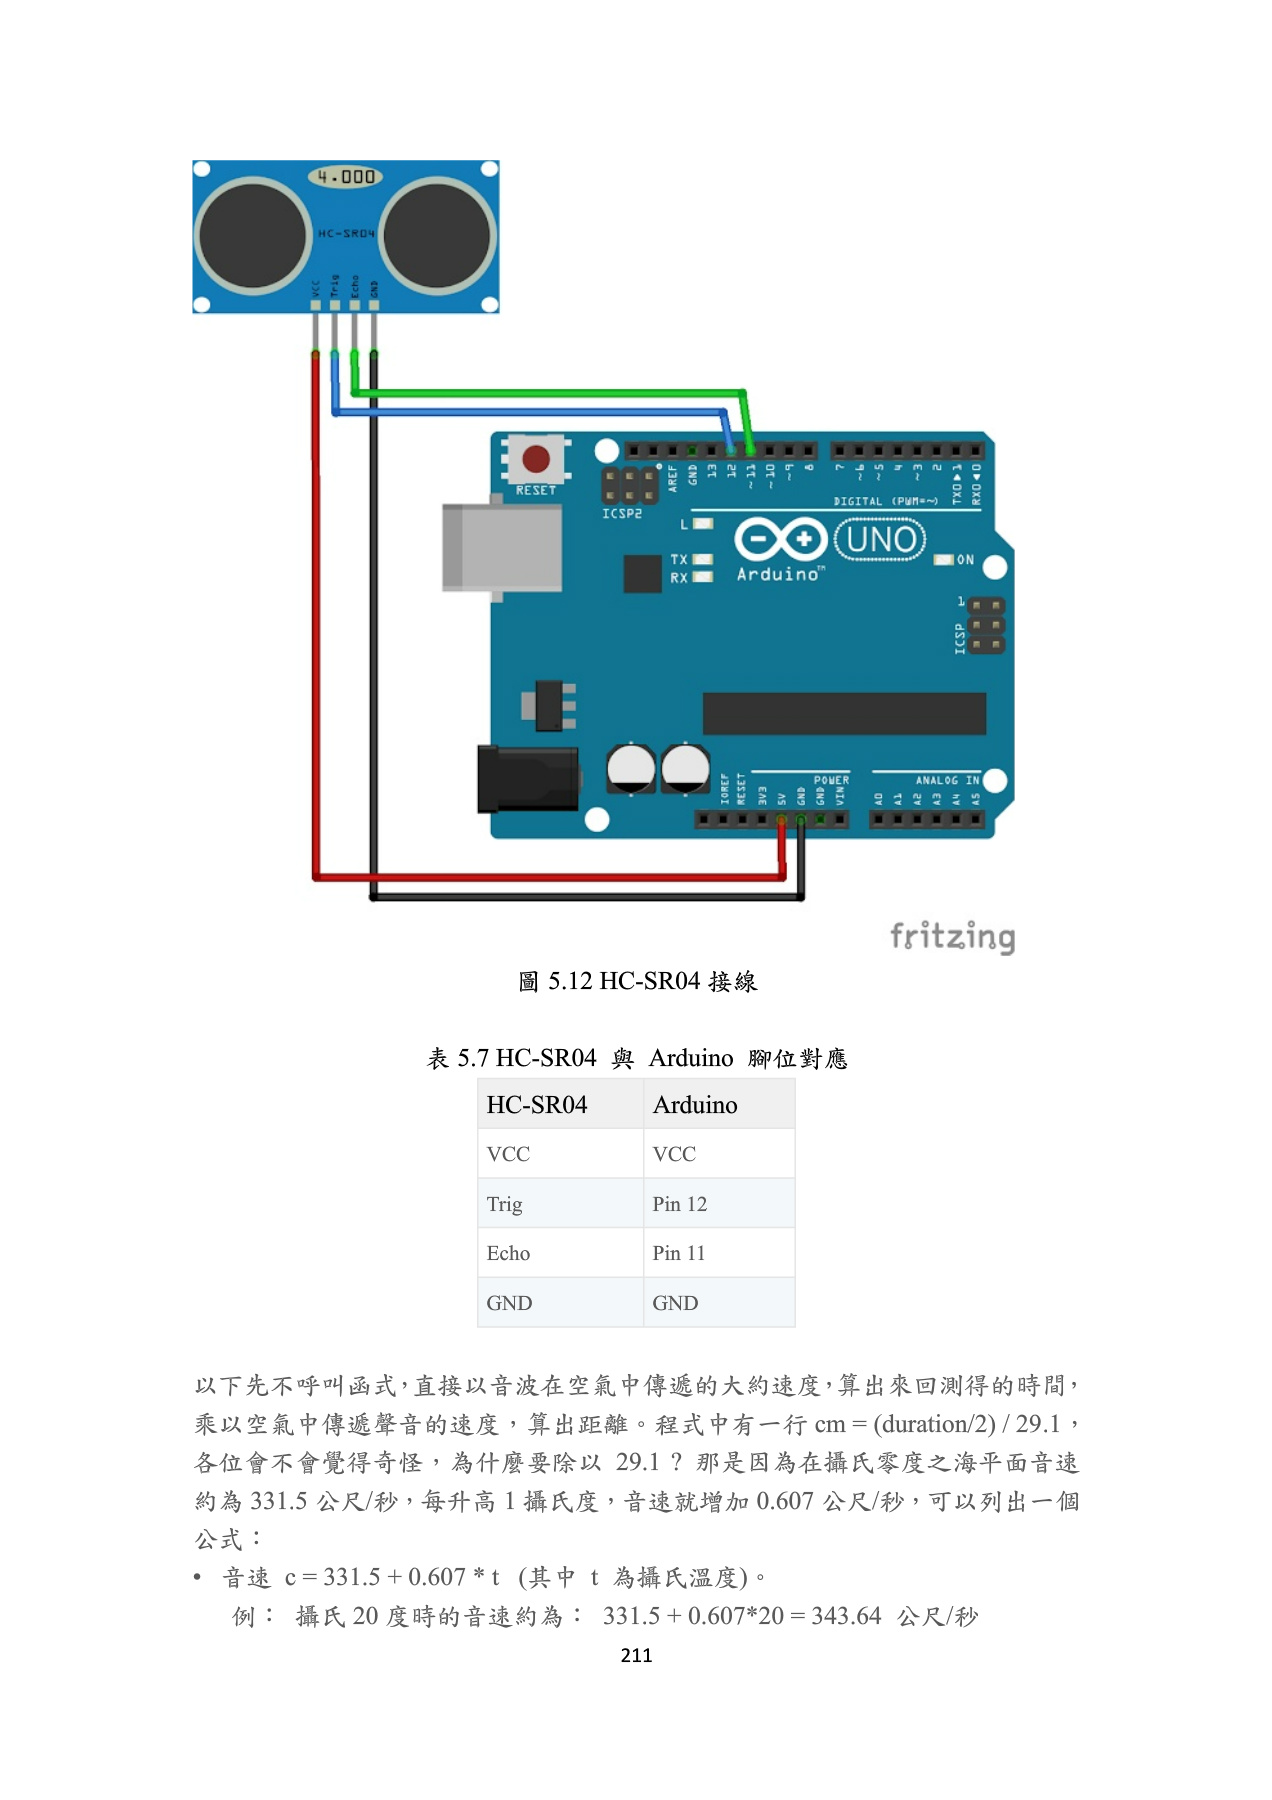 4.000
HC-SR04
VCC
Trig
Echo
GND
RESET
ICSP2
AREF
GND
13
12
~11
~10
~9
8
7
~6
~5
4
~3
2
TX0▶1
RX0◀0
DIGITAL (PWM=~)
L
TX
RX
Arduino™
UNO
ON
1
ICSP
IOREF
RESET
3V3
5V
GND
GND
VIN
POWER
ANALOG IN
A0
A1
A2
A3
A4
A5
fritzing
圖 5.12 HC-SR04 接線
表 5.7 HC-SR04 與 Arduino 腳位對應
HC-SR04 Arduino
VCC VCC
Trig Pin 12
Echo Pin 11
GND GND
以下先不呼叫函式,直接以音波在空氣中傳遞的大約速度,算出來回測得的時間,
乘以空氣中傳遞聲音的速度,算出距離。程式中有一行 cm = (duration/2) / 29.1,
各位會不會覺得奇怪,為什麼要除以 29.1?那是因為在攝氏零度之海平面音速
約為 331.5 公尺/秒,每升高 1 攝氏度,音速就增加 0.607 公尺/秒,可以列出一個
公式:
• 音速 c = 331.5 + 0.607 * t (其中 t 為攝氏溫度)。
例: 攝氏 20 度時的音速約為: 331.5 + 0.607*20 = 343.64 公尺/秒
211